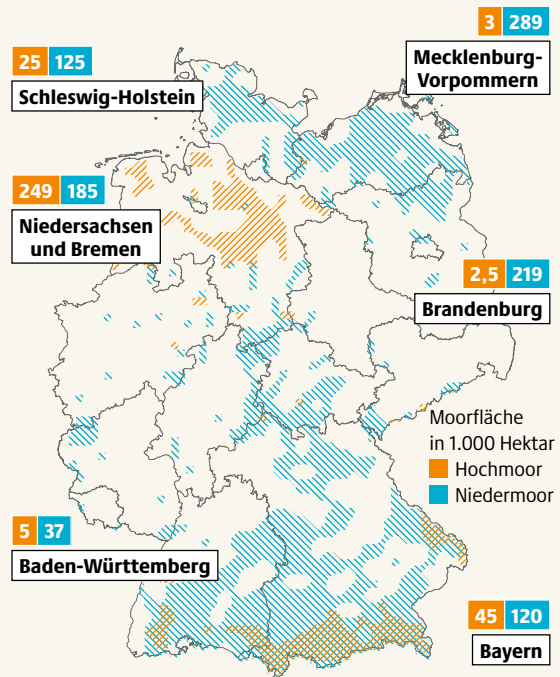 3 289
Mecklenburg-
Vorpommern
25 125
Schleswig-Holstein
249 185
Niedersachsen
und Bremen
2,5 219
Brandenburg
Moorfläche
in 1.000 Hektar
Hochmoor
Niedermoor
5 37
Baden-Württemberg
45 120
Bayern